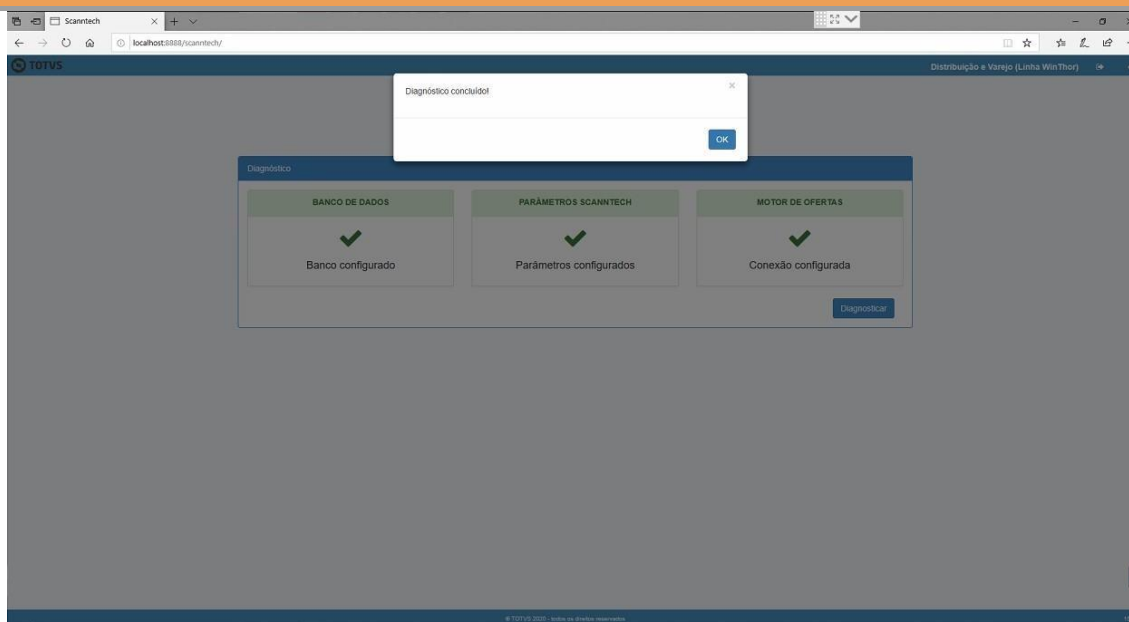 Scanntech
localhost:8888/scanntech/
TOTVS
Distribuição e Varejo (Linha WinThor)
Diagnóstico concluído!
×
OK
Diagnóstico
BANCO DE DADOS
PARÂMETROS SCANNTECH
MOTOR DE OFERTAS
Banco configurado
Parâmetros configurados
Conexão configurada
Diagnosticar
© TOTVS 2020 - todos os direitos reservados